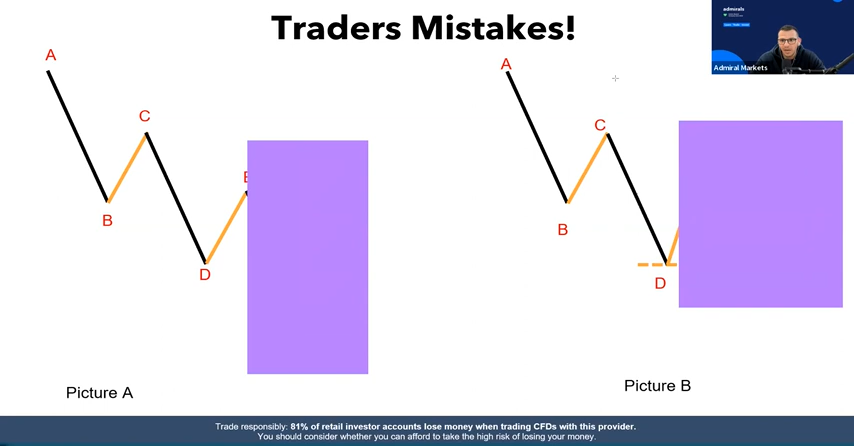 Traders Mistakes!
admirals
Admiral Markets
A
C
B
D
A
C
B
D
Picture A
Picture B
Trade responsibly: 81% of retail investor accounts lose money when trading CFDs with this provider.
You should consider whether you can afford to take the high risk of losing your money.